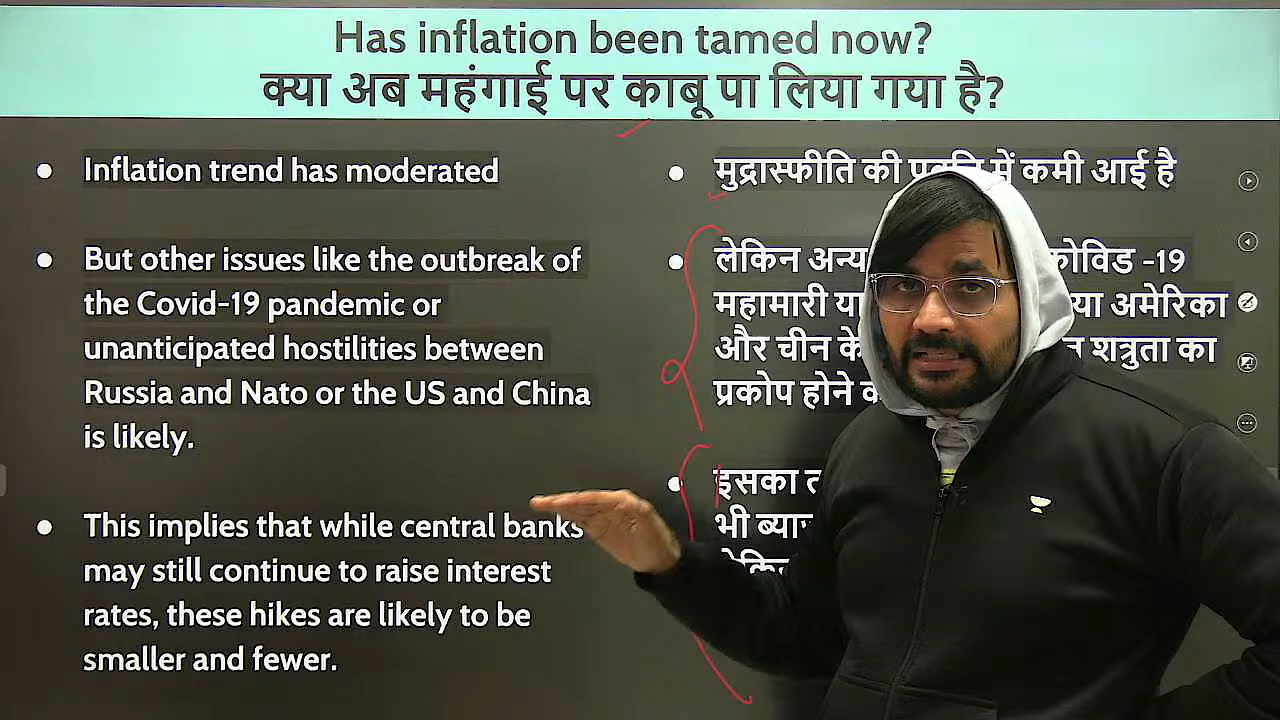 Has inflation been tamed now?
क्या अब महंगाई पर काबू पा लिया गया है?
Inflation trend has moderated
But other issues like the outbreak of
the Covid-19 pandemic or
unanticipated hostilities between
Russia and Nato or the US and China
is likely.
This implies that while central banks
may still continue to raise interest
rates, these hikes are likely to be
smaller and fewer.
मुद्रास्फीति की में कमी आई है
लेकिन अन्य कोविड -19
महामारी या या अमेरिका
और चीन के शत्रुता का
प्रकोप होने
इसका
भी